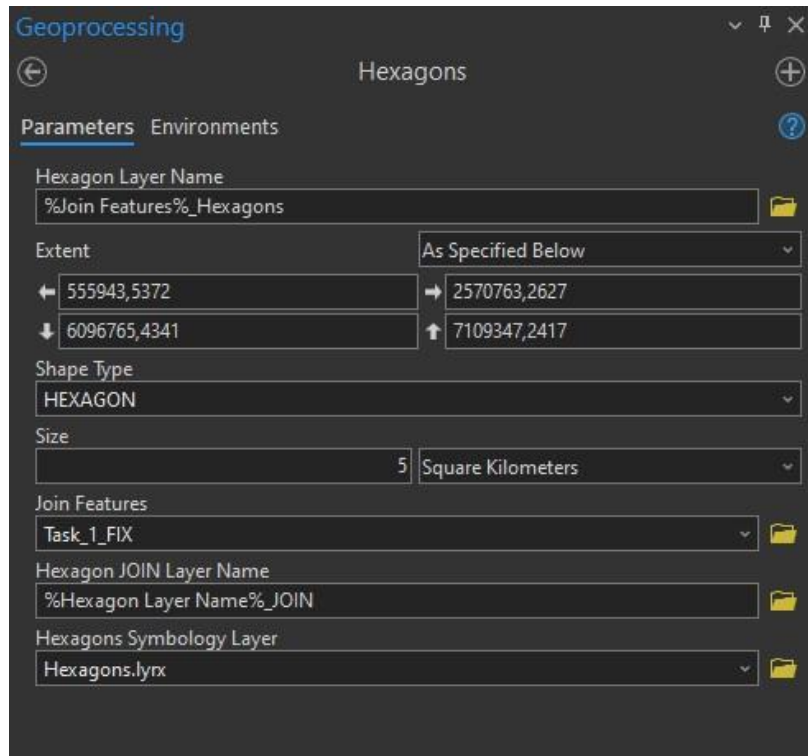 Geoprocessing
Hexagons
Parameters Environments
Hexagon Layer Name
%Join Features%_Hexagons
Extent As Specified Below
555943,5372 2570763,2627
6096765,4341 7109347,2417
Shape Type
HEXAGON
Size
5 Square Kilometers
Join Features
Task_1_FIX
Hexagon JOIN Layer Name
%Hexagon Layer Name%_JOIN
Hexagons Symbology Layer
Hexagons.lyrx